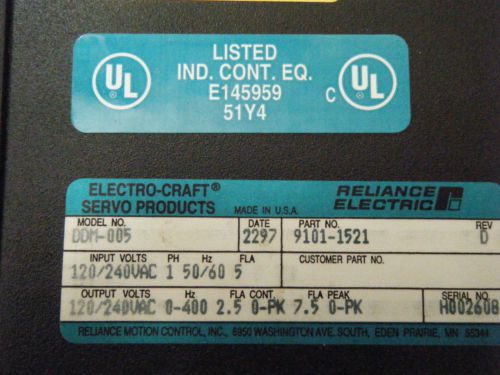 LISTED
IND. CONT. EQ.
E145959
51Y4
UL
C UL
ELECTRO-CRAFT® RELIANCE
SERVO PRODUCTS MADE IN U.S.A. ELECTRIC
MODEL NO. DATE PART NO. REV
DDM-005 2297 9101-1521 D
INPUT VOLTS PH Hz FLA CUSTOMER PART NO.
120/240VAC 1 50/60 5
OUTPUT VOLTS Hz FLA CONT. FLA PEAK SERIAL NO
120/240VAC 0-400 2.5 0-PK 7.5 0-PK H002608
RELIANCE MOTION CONTROL, INC., 6950 WASHINGTON AVE. SOUTH, EDEN PRAIRIE, MN 55344